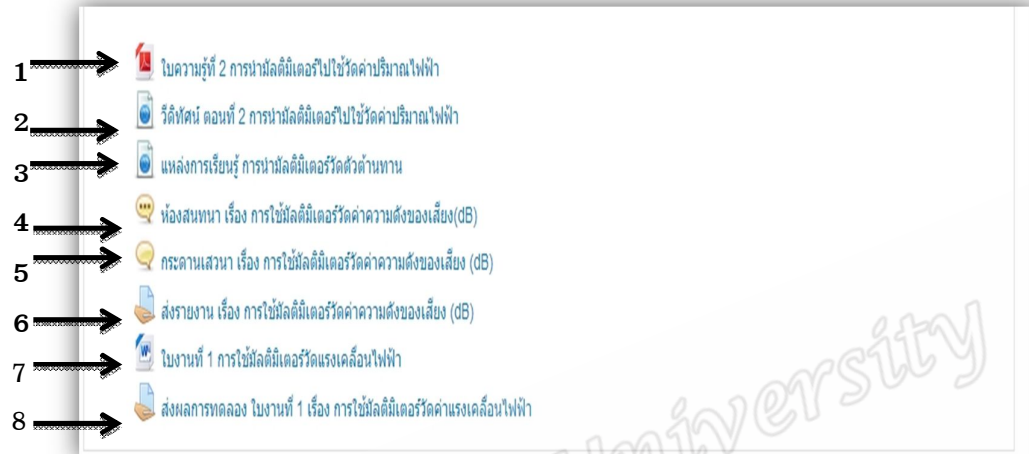 1 ใบความรู้ที่ 2 การนำมัลติมิเตอร์ไปใช้วัดค่าปริมาณไฟฟ้า
2 วีดิทัศน์ ตอนที่ 2 การนำมัลติมิเตอร์ไปใช้วัดค่าปริมาณไฟฟ้า
3 แหล่งการเรียนรู้ การนำมัลติมิเตอร์วัดตัวต้านทาน
4 ห้องสนทนา เรื่อง การใช้มัลติมิเตอร์วัดค่าความดังของเสียง(dB)
5 กระดานเสวนา เรื่อง การใช้มัลติมิเตอร์วัดค่าความดังของเสียง (dB)
6 ส่งรายงาน เรื่อง การใช้มัลติมิเตอร์วัดค่าความดังของเสียง (dB)
7 ใบงานที่ 1 การใช้มัลติมิเตอร์วัดแรงเคลื่อนไฟฟ้า
8 ส่งผลการทดลอง ใบงานที่ 1 เรื่อง การใช้มัลติมิเตอร์วัดค่าแรงเคลื่อนไฟฟ้า
University